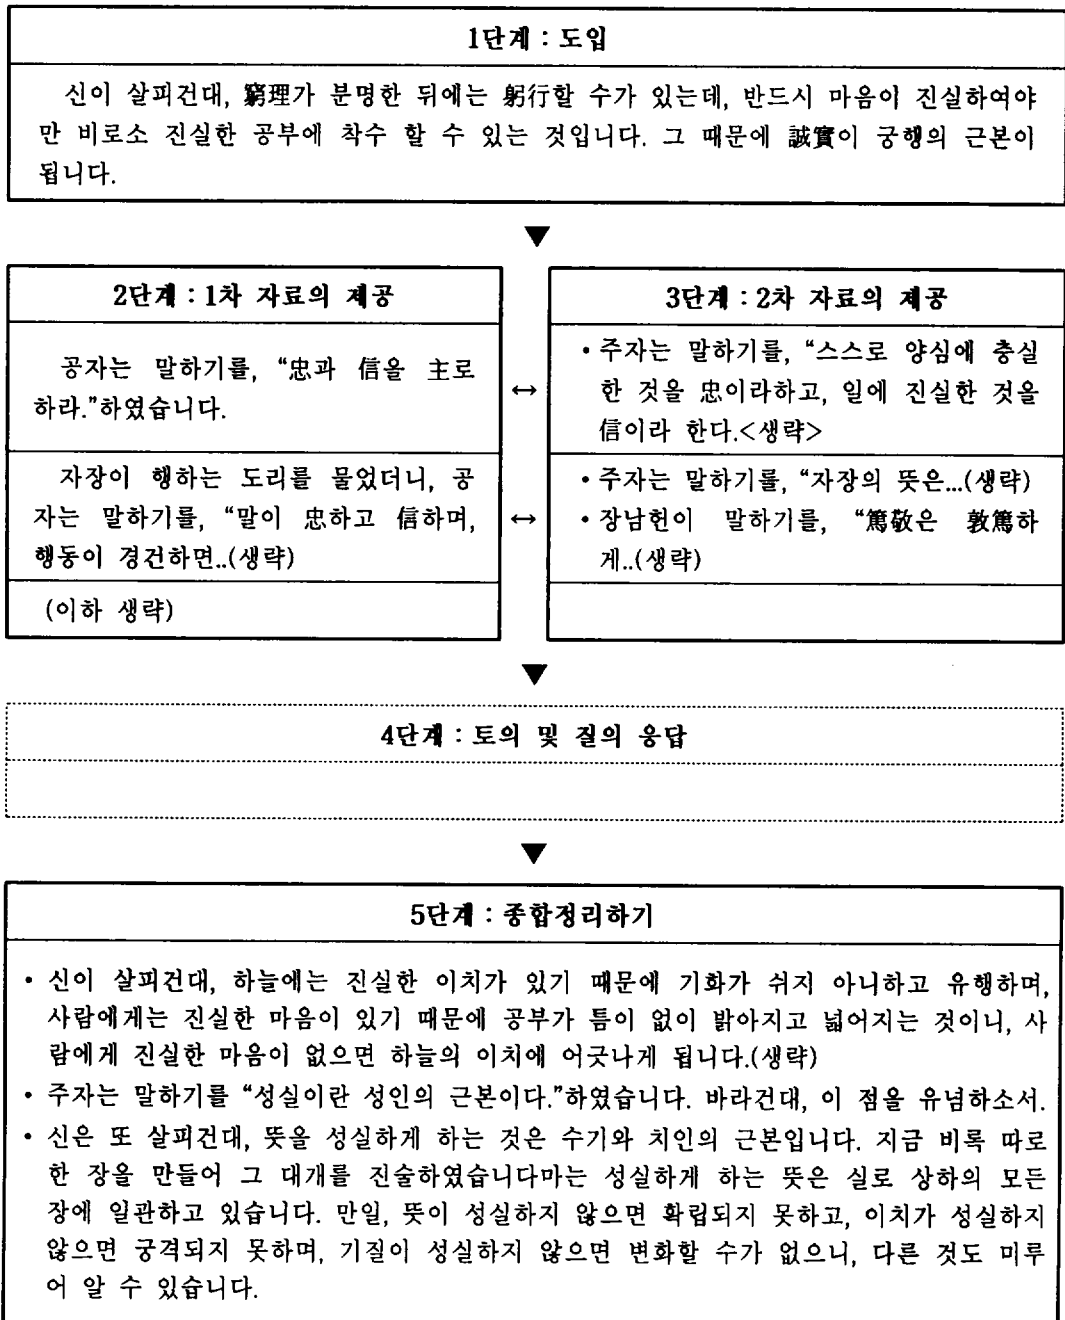 1단계 : 도입
신이 살피건대, 窮理가 분명한 뒤에는 躬行할 수가 있는데, 반드시 마음이 진실하여야
만 비로소 진실한 공부에 착수 할 수 있는 것입니다. 그 때문에 誠實이 궁행의 근본이
됩니다.
▼
2단계 : 1차 자료의 제공
공자는 말하기를, “忠과 信을 主로
하라.”하였습니다.
자장이 행하는 도리를 물었더니, 공
자는 말하기를, “말이 忠하고 信하며,
행동이 경건하면..(생략)
(이하 생략)
↔
↔
3단계 : 2차 자료의 제공
• 주자는 말하기를, “스스로 양심에 충실
한 것을 忠이라하고, 일에 진실한 것을
信이라 한다.<생략>
• 주자는 말하기를, “자장의 뜻은...(생략)
• 장남헌이 말하기를, “篤敬은 敦篤하
게..(생략)
▼
4단계 : 토의 및 질의 응답
▼
5단계 : 종합정리하기
• 신이 살피건대, 하늘에는 진실한 이치가 있기 때문에 기화가 쉬지 아니하고 유행하며,
사람에게는 진실한 마음이 있기 때문에 공부가 틈이 없이 밝아지고 넓어지는 것이니, 사
람에게 진실한 마음이 없으면 하늘의 이치에 어긋나게 됩니다.(생략)
• 주자는 말하기를 “성실이란 성인의 근본이다.”하였습니다. 바라건대, 이 점을 유념하소서.
• 신은 또 살피건대, 뜻을 성실하게 하는 것은 수기와 치인의 근본입니다. 지금 비록 따로
한 장을 만들어 그 대개를 진술하였습니다마는 성실하게 하는 뜻은 실로 상하의 모든
장에 일관하고 있습니다. 만일, 뜻이 성실하지 않으면 확립되지 못하고, 이치가 성실하지
않으면 궁격되지 못하며, 기질이 성실하지 않으면 변화할 수가 없으니, 다른 것도 미루
어 알 수 있습니다.